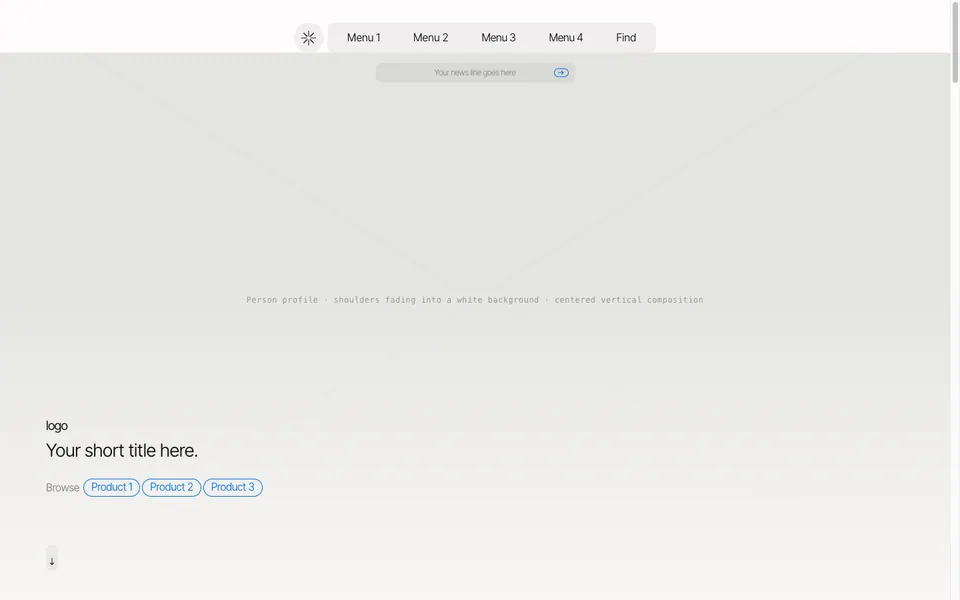 Menu 1 Menu 2 Menu 3 Menu 4 Find
Your news line goes here
Person profile · shoulders fading into a white background · centered vertical composition
logo
Your short title here.
Browse Product 1 Product 2 Product 3